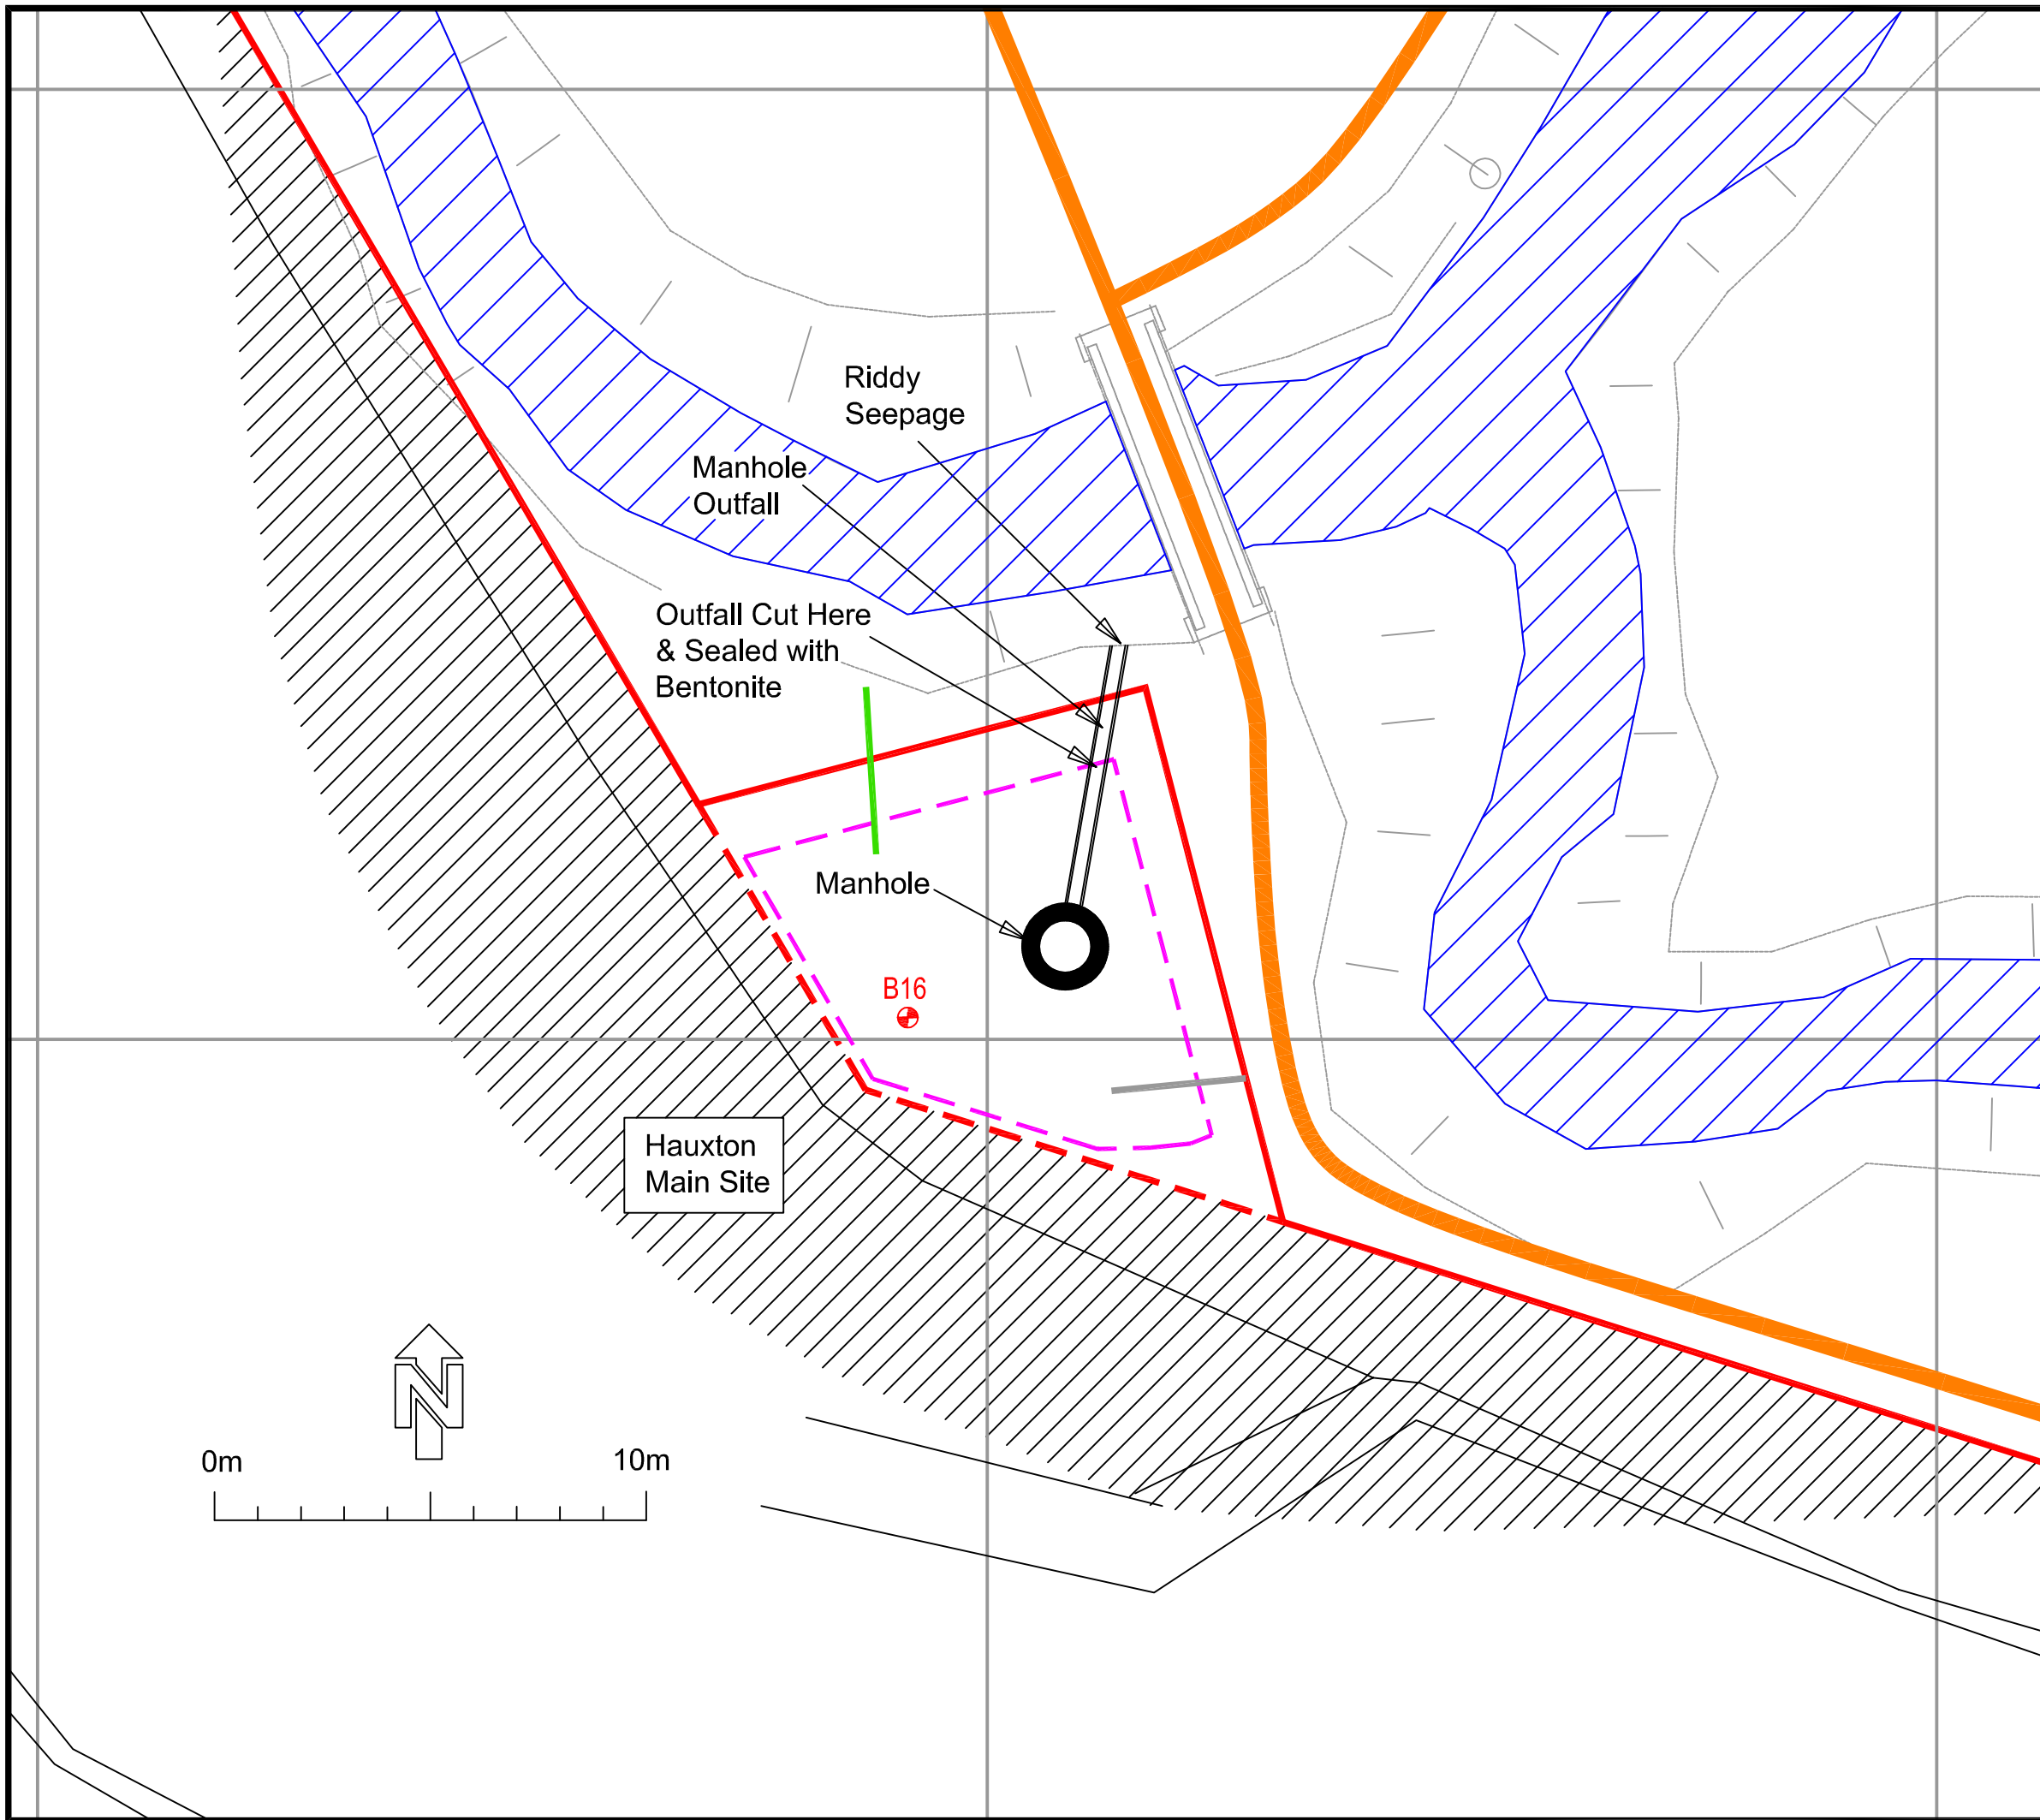 Riddy
Seepage
Manhole
Outfall
Outfall Cut Here
& Sealed with
Bentonite
Manhole
B16
Hauxton
Main Site
N
0m
10m